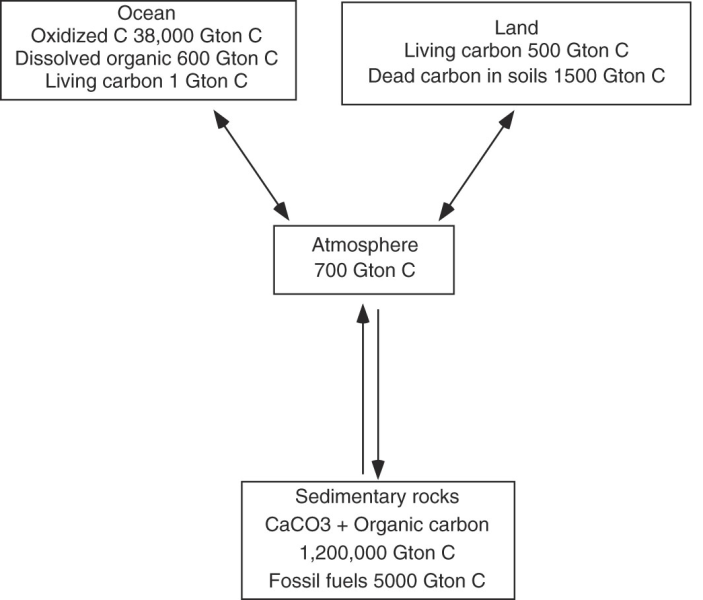 Ocean
Oxidized C 38,000 Gton C
Dissolved organic 600 Gton C
Living carbon 1 Gton C
Land
Living carbon 500 Gton C
Dead carbon in soils 1500 Gton C
Atmosphere
700 Gton C
Sedimentary rocks
CaCO3 + Organic carbon
1,200,000 Gton C
Fossil fuels 5000 Gton C